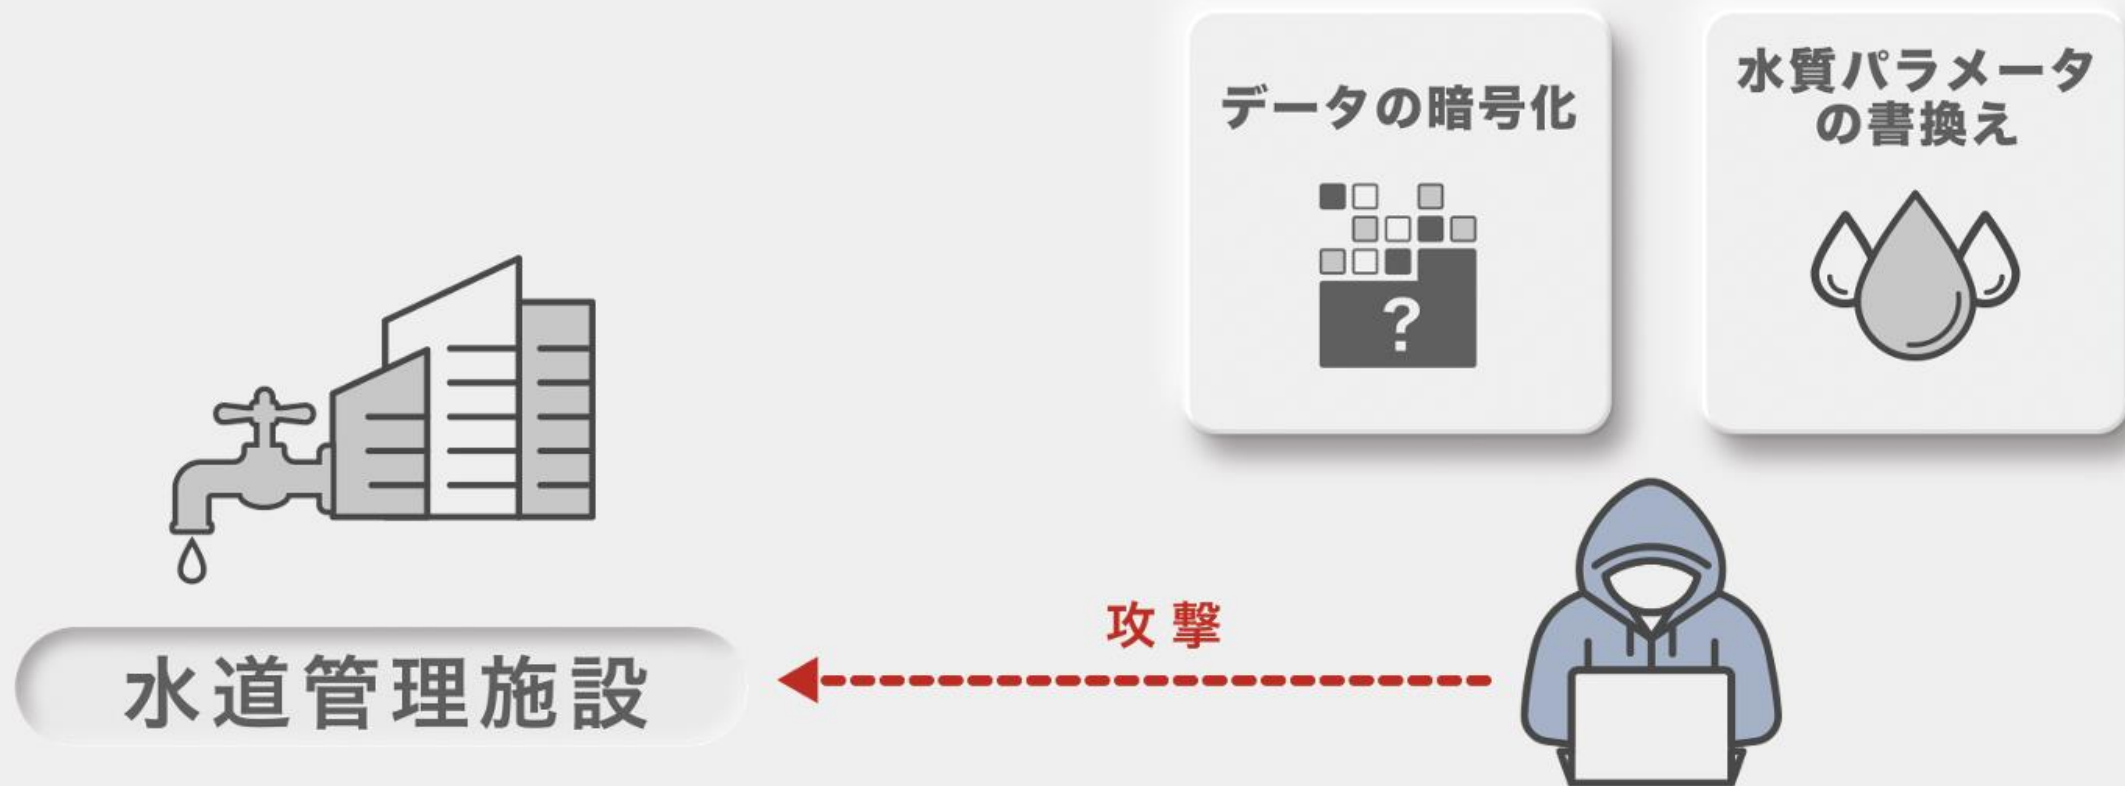 データの暗号化
水質パラメータ
の書換え
?
攻撃
水道管理施設